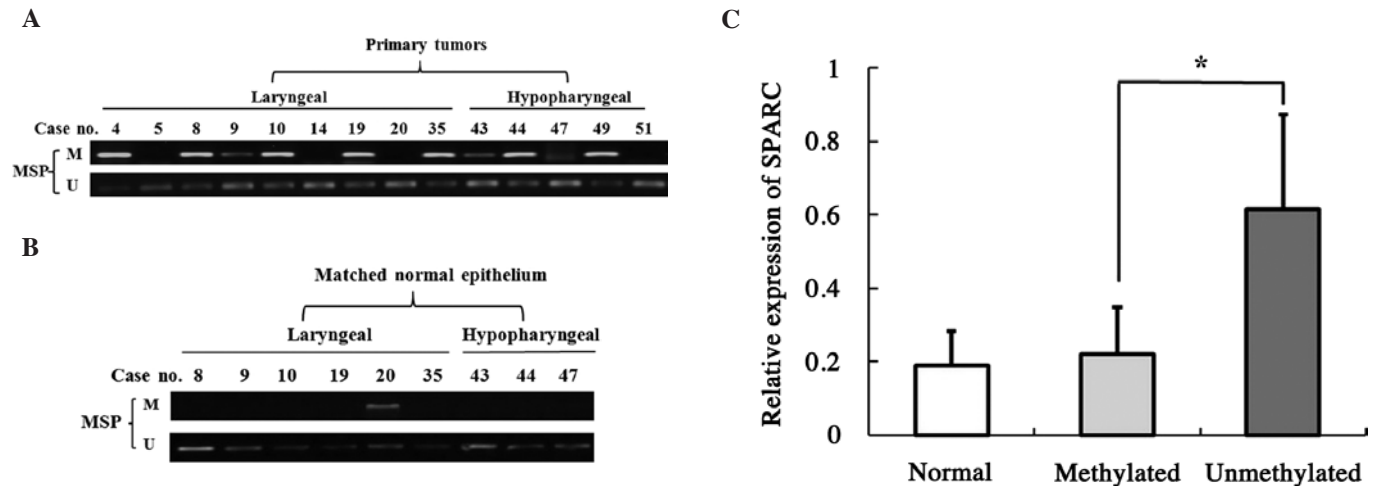 A
Primary tumors
Laryngeal Hypopharyngeal
Case no. 4 5 8 9 10 14 19 20 35 43 44 47 49 51
MSP
M
U
B
Matched normal epithelium
Laryngeal Hypopharyngeal
Case no. 8 9 10 19 20 35 43 44 47
MSP
M
U
C
Relative expression of SPARC
1
0.8
0.6
0.4
0.2
0
*
Normal Methylated Unmethylated